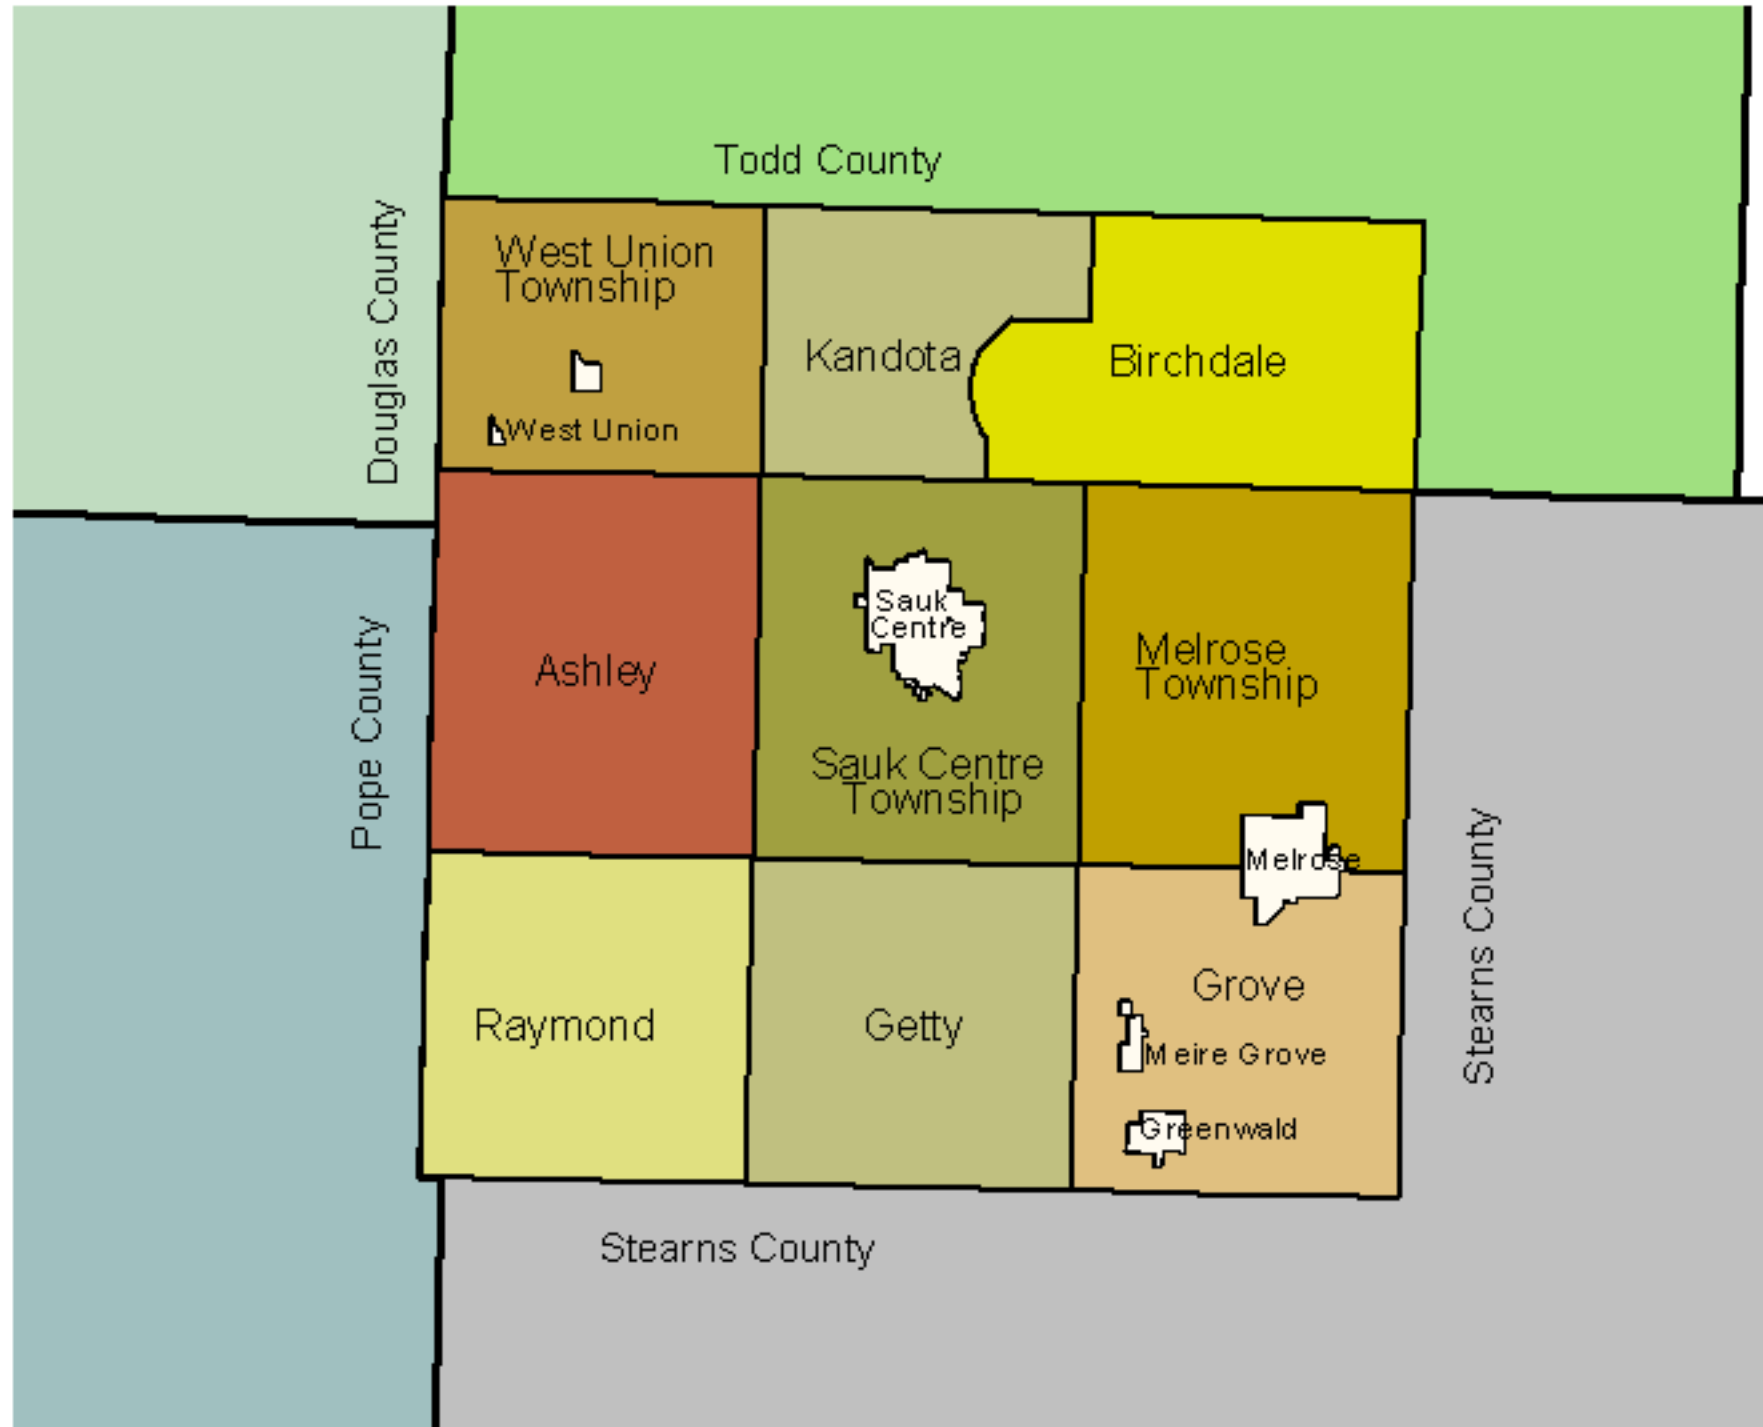 Todd County
Douglas County
West Union
Township
West Union
Kandota
Birchdale
Pope County
Ashley
Sauk
Centre
Sauk Centre
Township
Melrose
Township
Melrose
Stearns County
Raymond
Getty
Grove
Meire Grove
Greenwald
Stearns County